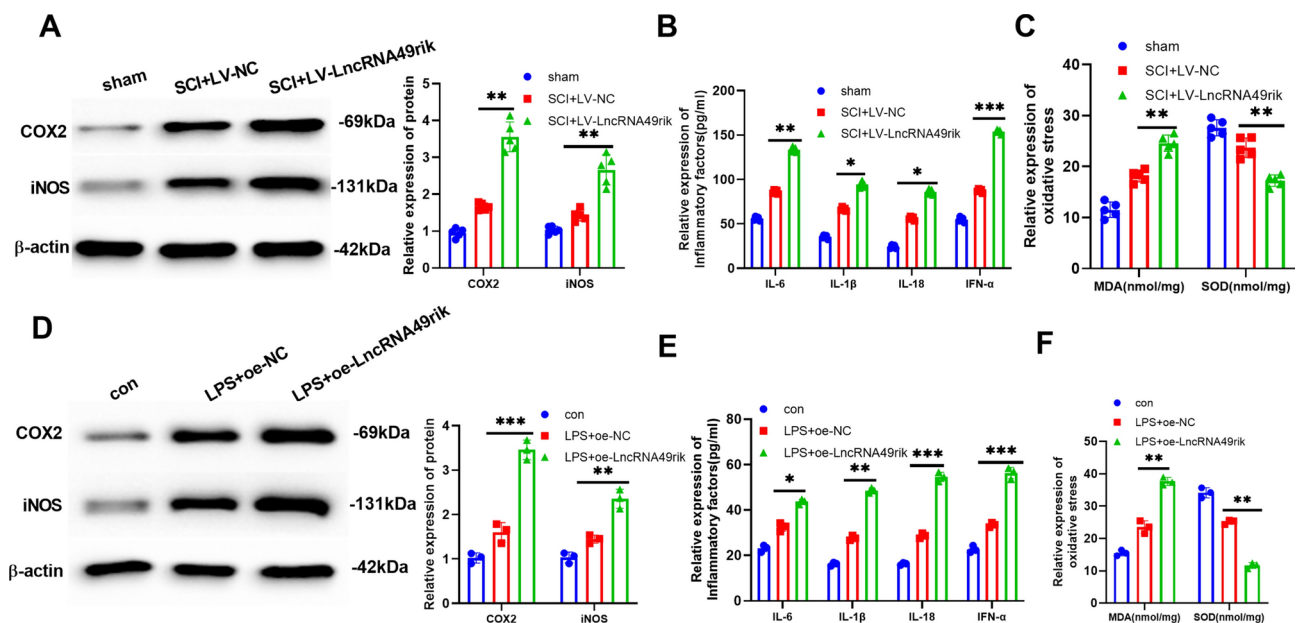 A
sham
SCI+LV-NC
SCI+LV-LncRNA49rik
COX2
-69kDa
iNOS
-131kDa
β-actin
-42kDa
Relative expression of protein
5
4
3
2
1
0
sham
SCI+LV-NC
SCI+LV-LncRNA49rik
**
**
COX2
iNOS
B
Relative expression of
Inflammatory factors(pg/ml)
200
150
100
50
0
sham
SCI+LV-NC
SCI+LV-LncRNA49rik
**
*
*
***
IL-6
IL-1β
IL-18
IFN-α
C
sham
SCI+LV-NC
SCI+LV-LncRNA49rik
Relative expression of
oxidative stress
40
30
20
10
0
**
**
MDA(nmol/mg)
SOD(nmol/mg)
D
con
LPS+oe-NC
LPS+oe-LncRNA49rik
COX2
-69kDa
iNOS
-131kDa
β-actin
-42kDa
Relative expression of protein
4
3
2
1
0
con
LPS+oe-NC
LPS+oe-LncRNA49rik
***
**
COX2
iNOS
E
con
LPS+oe-NC
LPS+oe-LncRNA49rik
Relative expression of
Inflammatory factors(pg/ml)
80
60
40
20
0
*
**
***
***
IL-6
IL-1β
IL-18
IFN-α
F
con
LPS+oe-NC
LPS+oe-LncRNA49rik
Relative expression of
oxidative stress
50
40
30
20
10
0
**
**
MDA(nmol/mg)
SOD(nmol/mg)